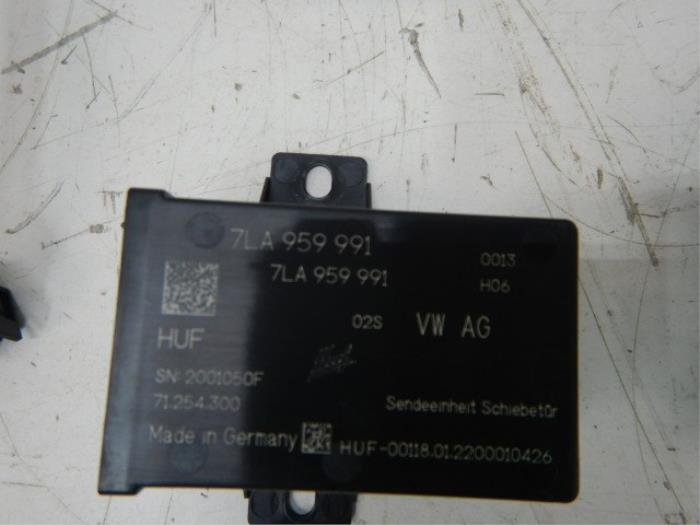 7LA 959 991
7LA 959 991
0013
H06
02S VW AG
HUF
Huf
SN: 2001050F
71.254.300
Sendeeinheit Schiebetür
Made in Germany HUF-00118.01.2200010426